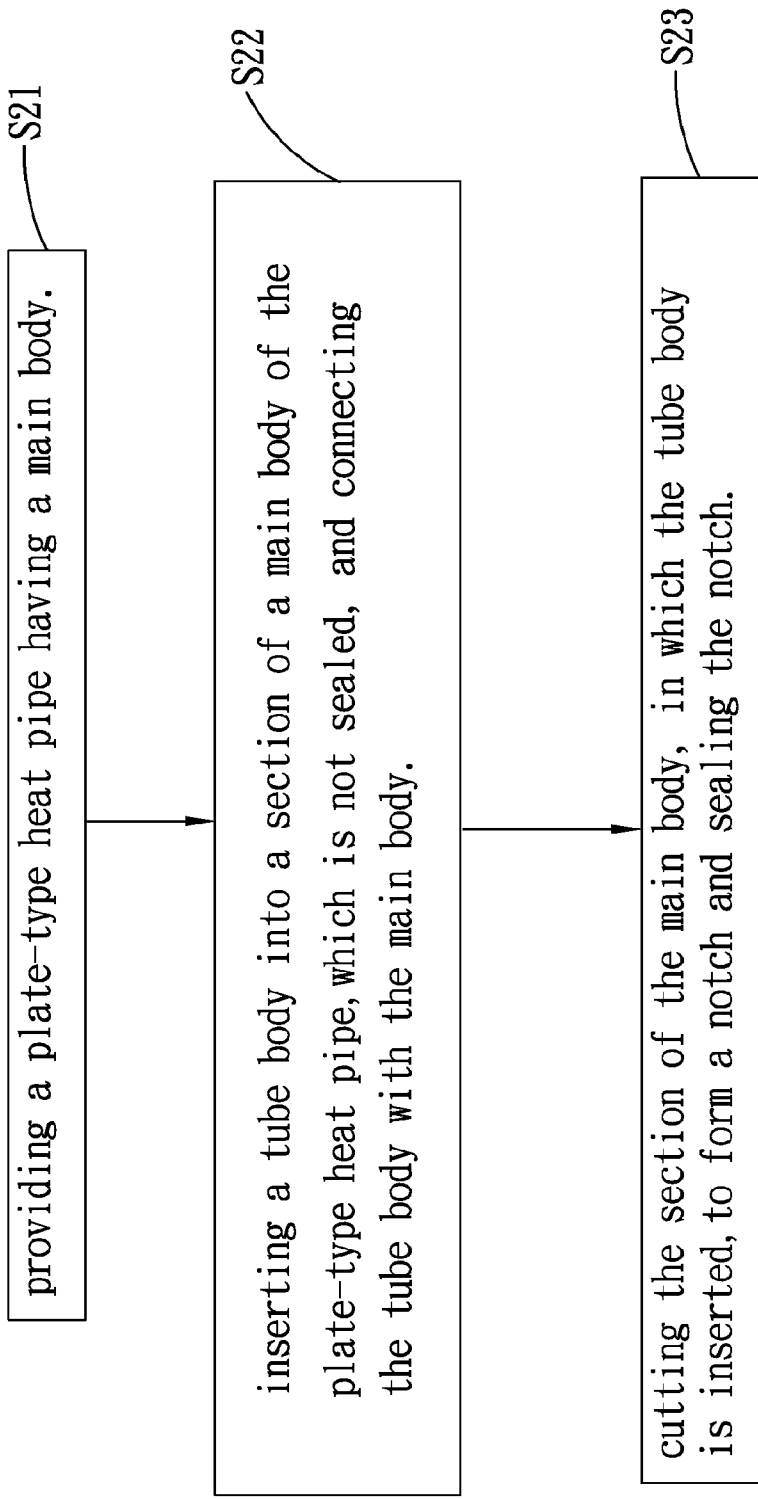 providing a plate-type heat pipe having a main body.
S21
inserting a tube body into a section of a main body of the
plate-type heat pipe, which is not sealed, and connecting
the tube body with the main body.
S22
cutting the section of the main body, in which the tube body
is inserted, to form a notch and sealing the notch.
S23